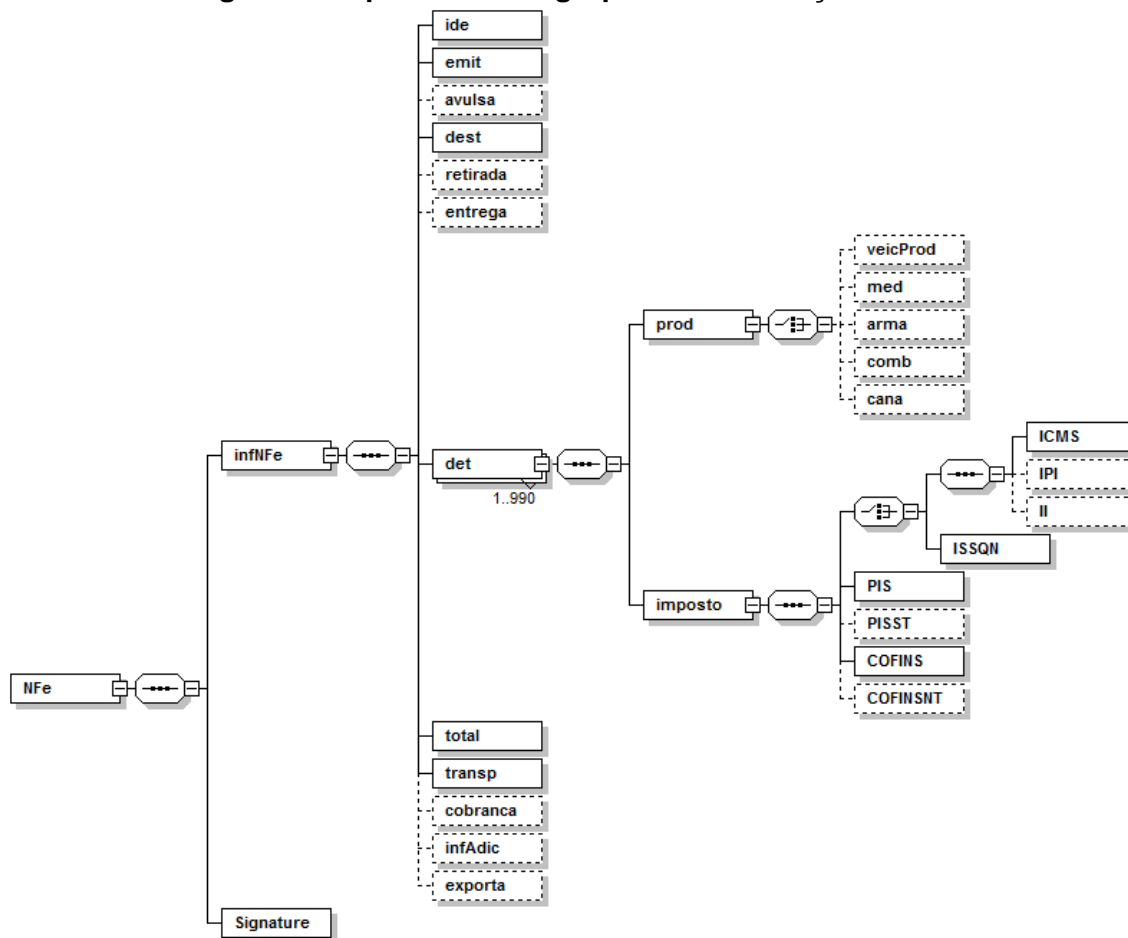 ide
emit
avulsa
dest
retirada
entrega
veicProd
med
prod
arma
comb
cana
ICMS
infNFe
det
IPI
1..990
II
ISSQN
PIS
imposto
PISST
COFINS
NFe
COFINSNT
total
transp
cobranca
infAdic
exporta
Signature